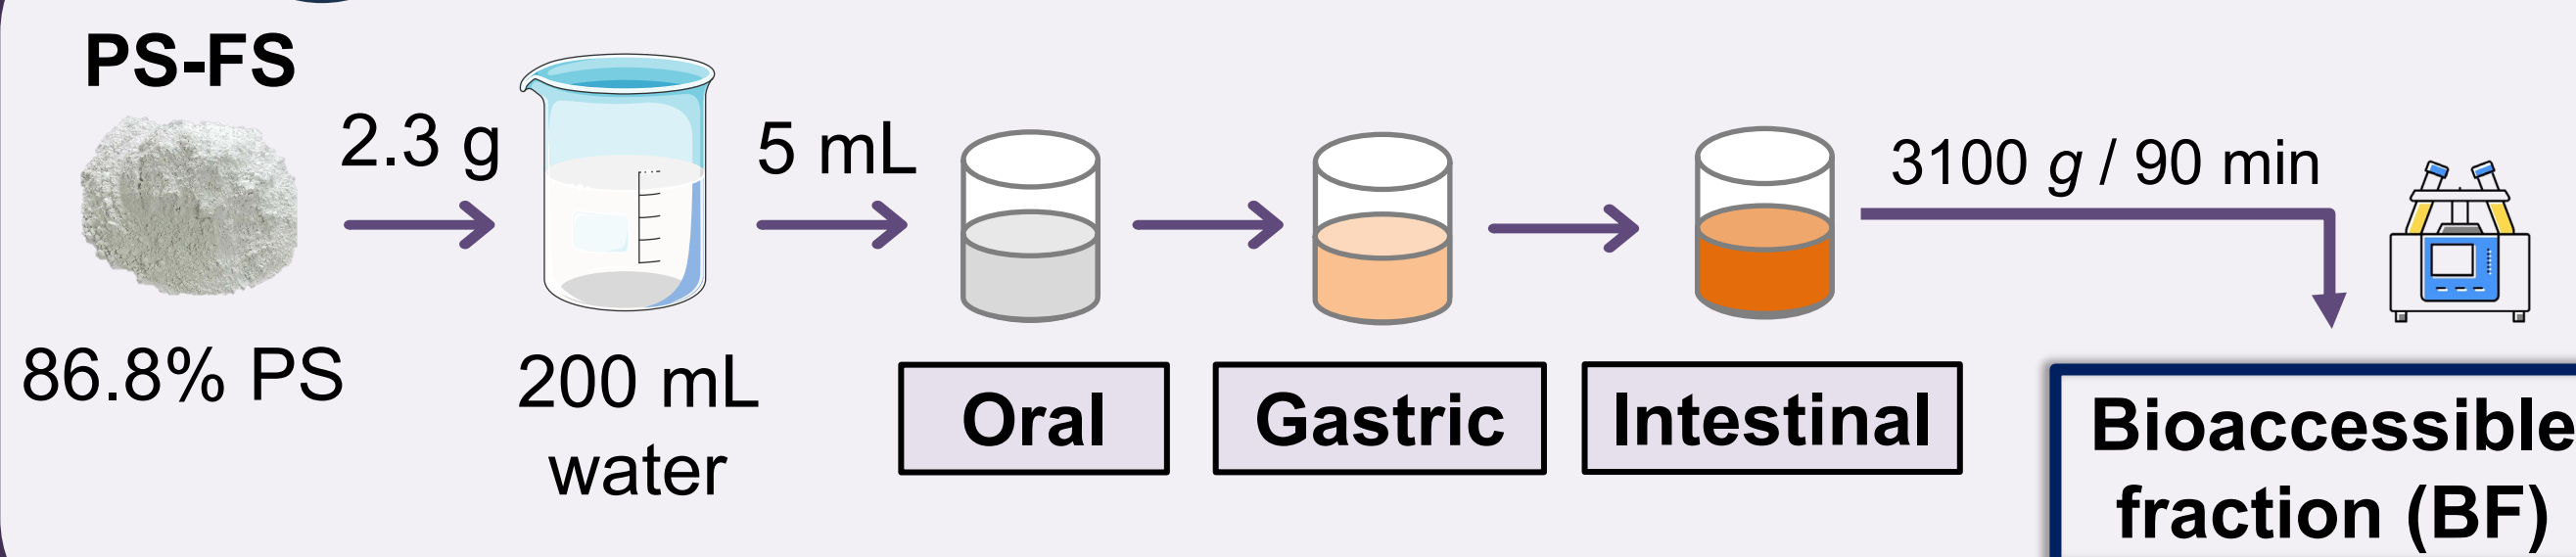 PS-FS
86.8% PS
2.3 g
200 mL
water
5 mL
Oral
Gastric
Intestinal
3100 g / 90 min
Bioaccessible
fraction (BF)